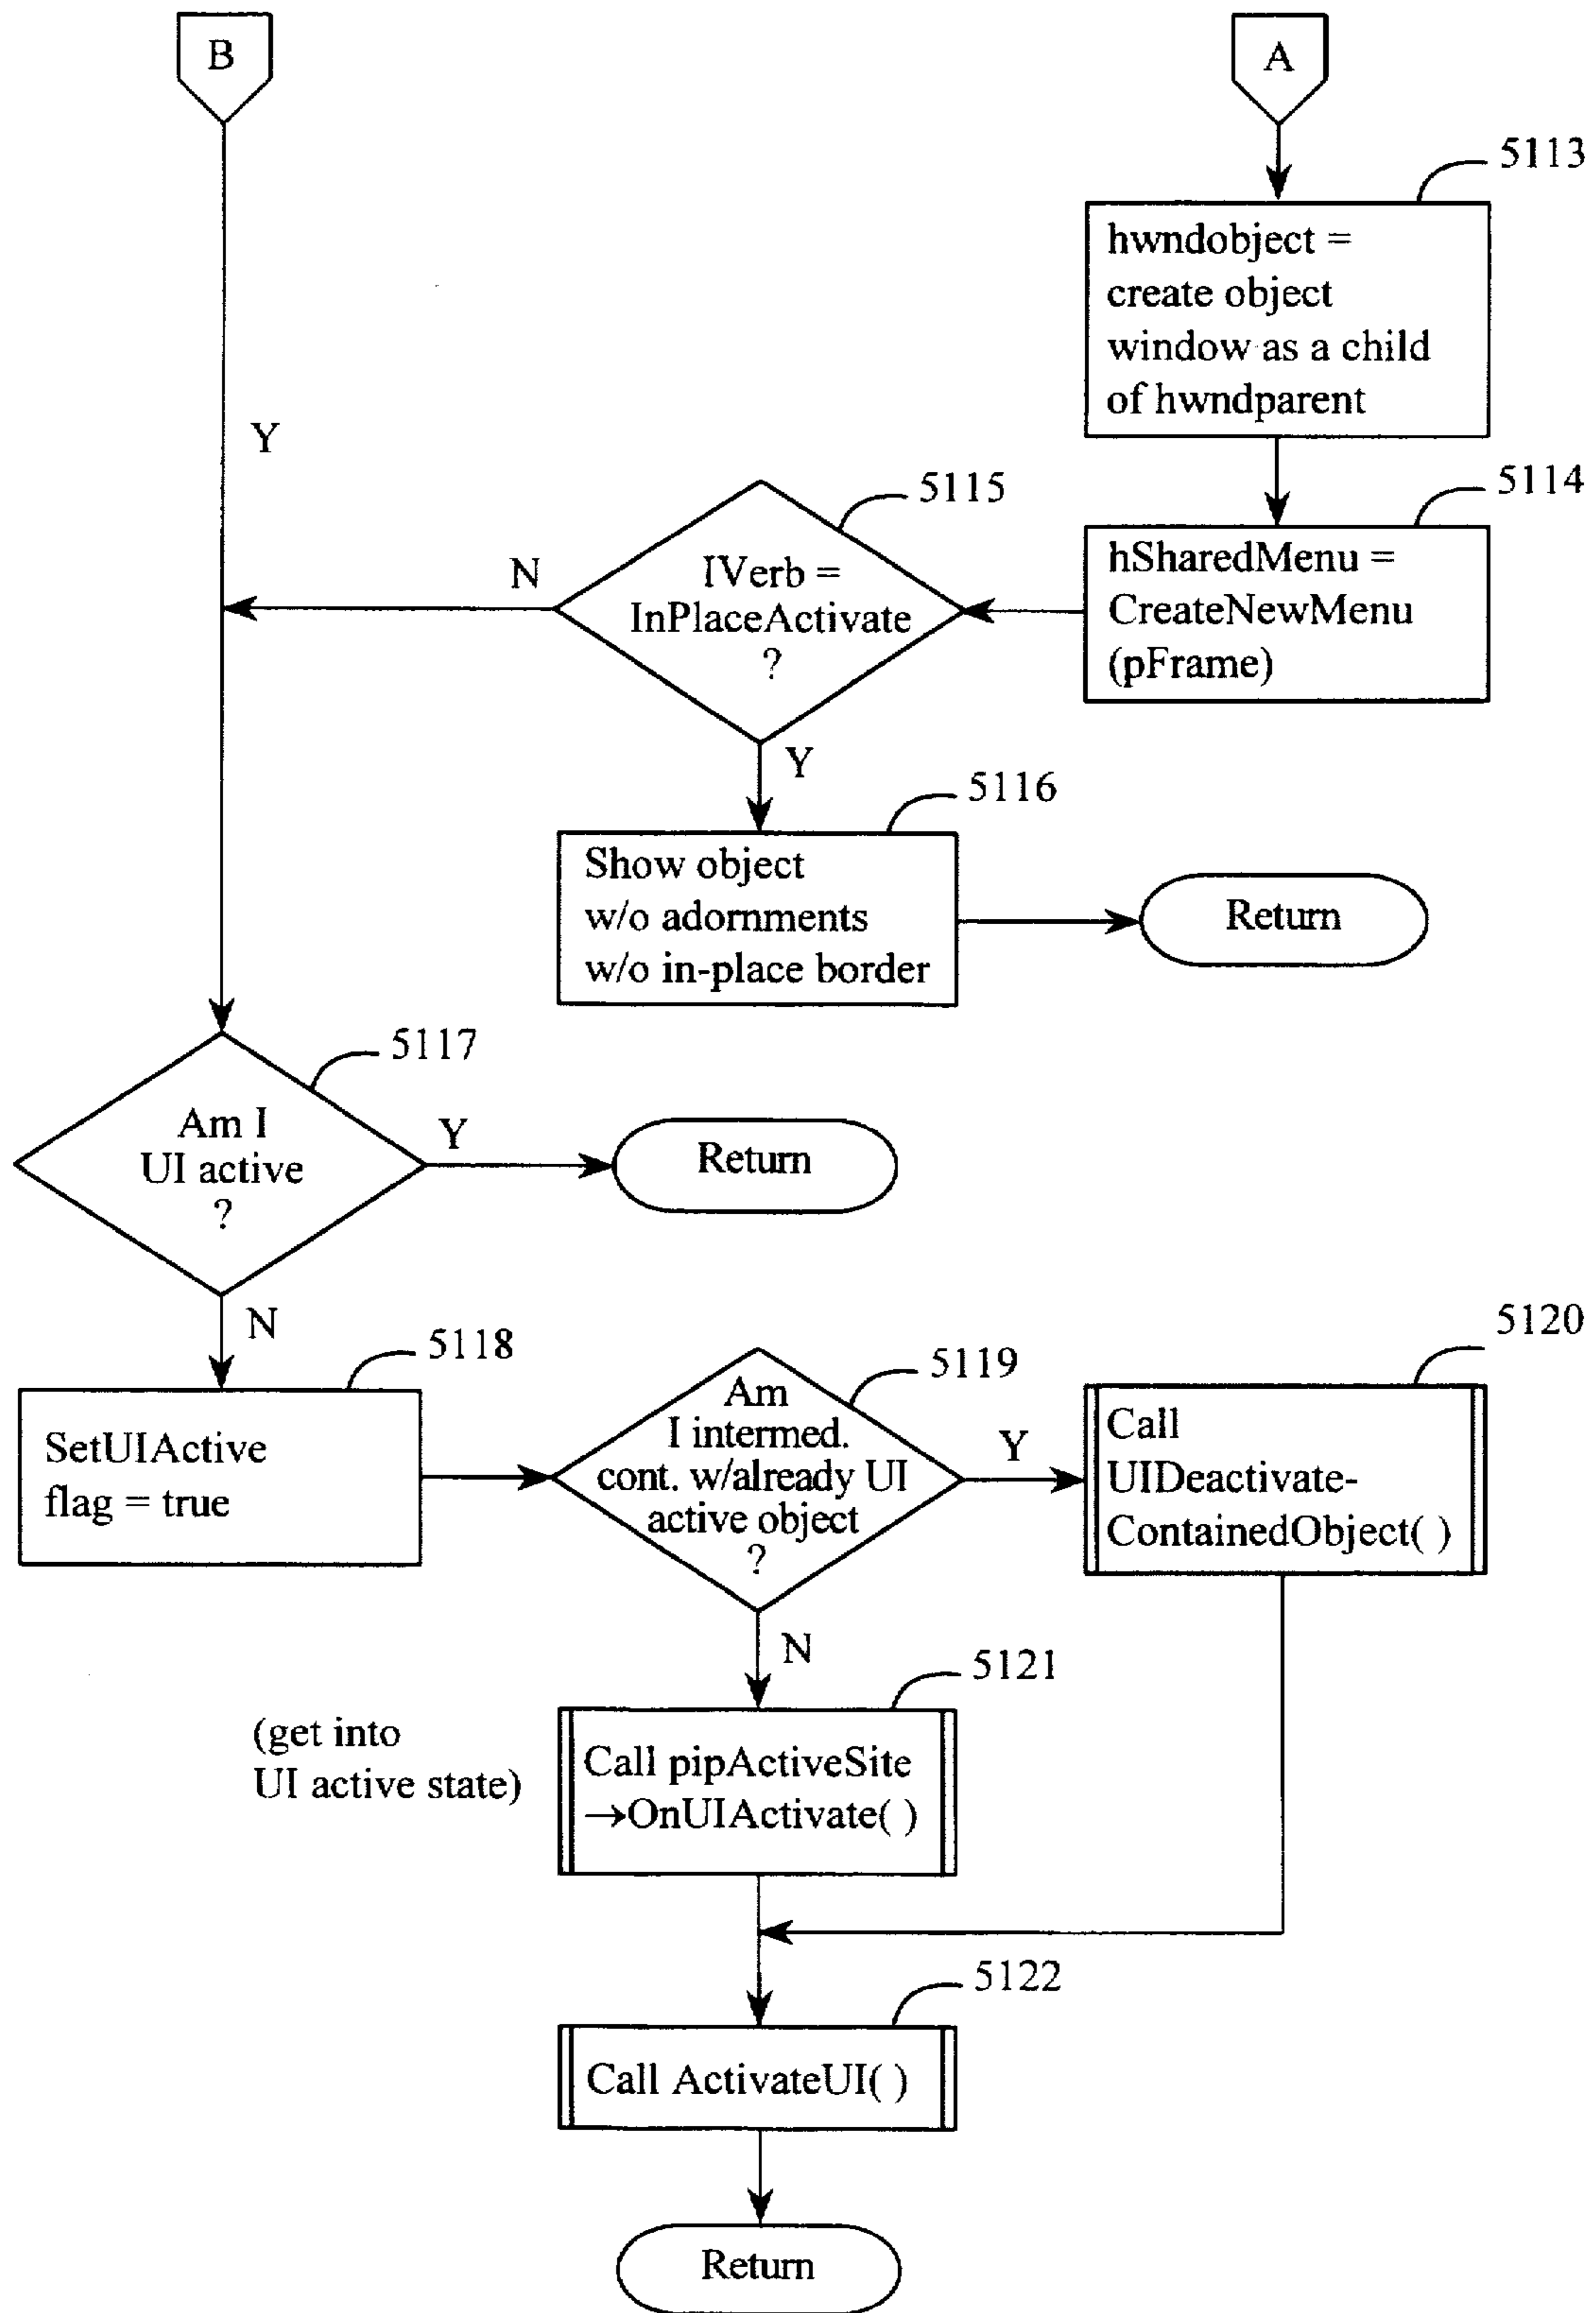 B
A
5113
hwndobject =
create object
window as a child
of hwndparent
Y
5114
hSharedMenu =
CreateNewMenu
(pFrame)
5115
IVerb =
InPlaceActivate
?
N
Y
5116
Show object
w/o adornments
w/o in-place border
Return
5117
Am I
UI active
?
Y
Return
N
5118
SetUIActive
flag = true
5119
Am
I intermed.
cont. w/already UI
active object
?
Y
5120
Call
UIDeactivate-
ContainedObject( )
N
5121
(get into
UI active state)
Call pipActiveSite
→OnUIActivate( )
5122
Call ActivateUI( )
Return